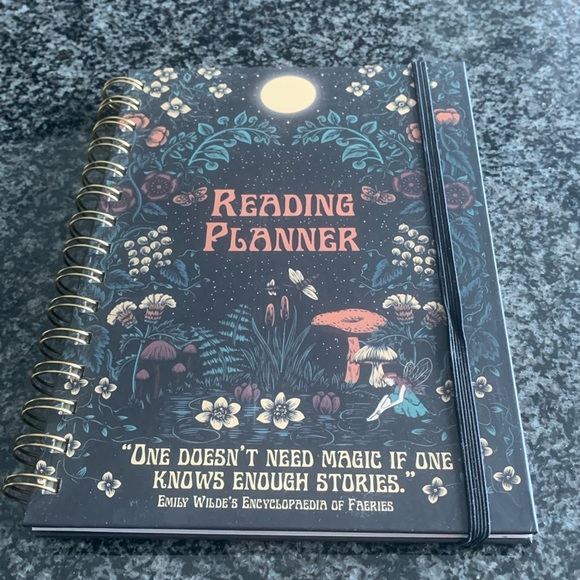 READING
PLANNER
"ONE DOESN'T NEED MAGIC IF ONE
KNOWS ENOUGH STORIES."
EMILY WILDE'S ENCYCLOPAEDIA OF FAERIES